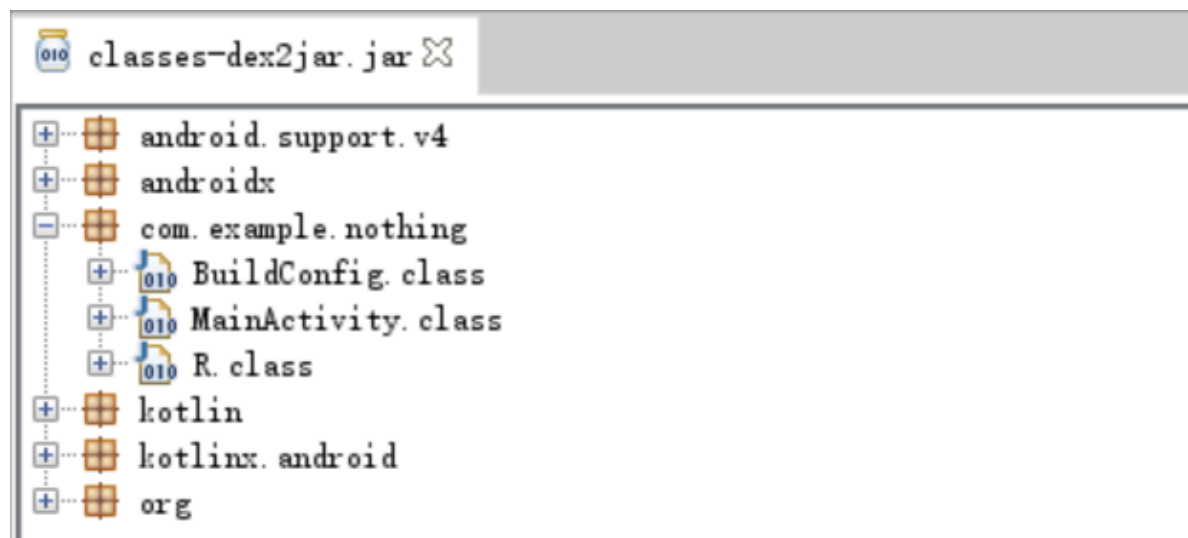 classes-dex2jar.jar
android.support.v4
androidx
com.example.nothing
BuildConfig.class
MainActivity.class
R.class
kotlin
kotlinx.android
org